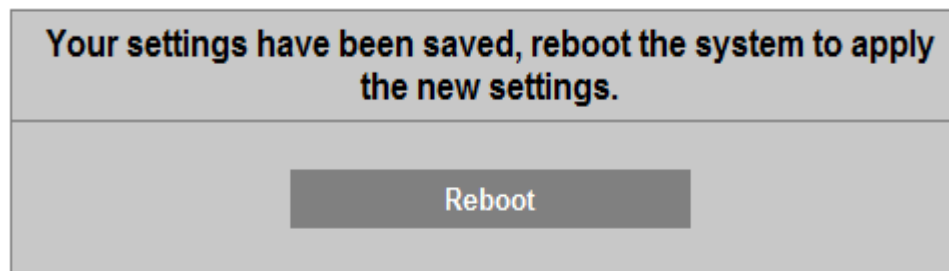 Your settings have been saved, reboot the system to apply
the new settings.
Reboot